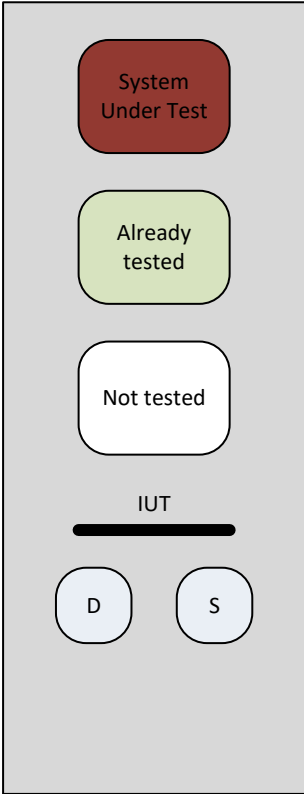 System
Under Test
Already
tested
Not tested
IUT
D
S